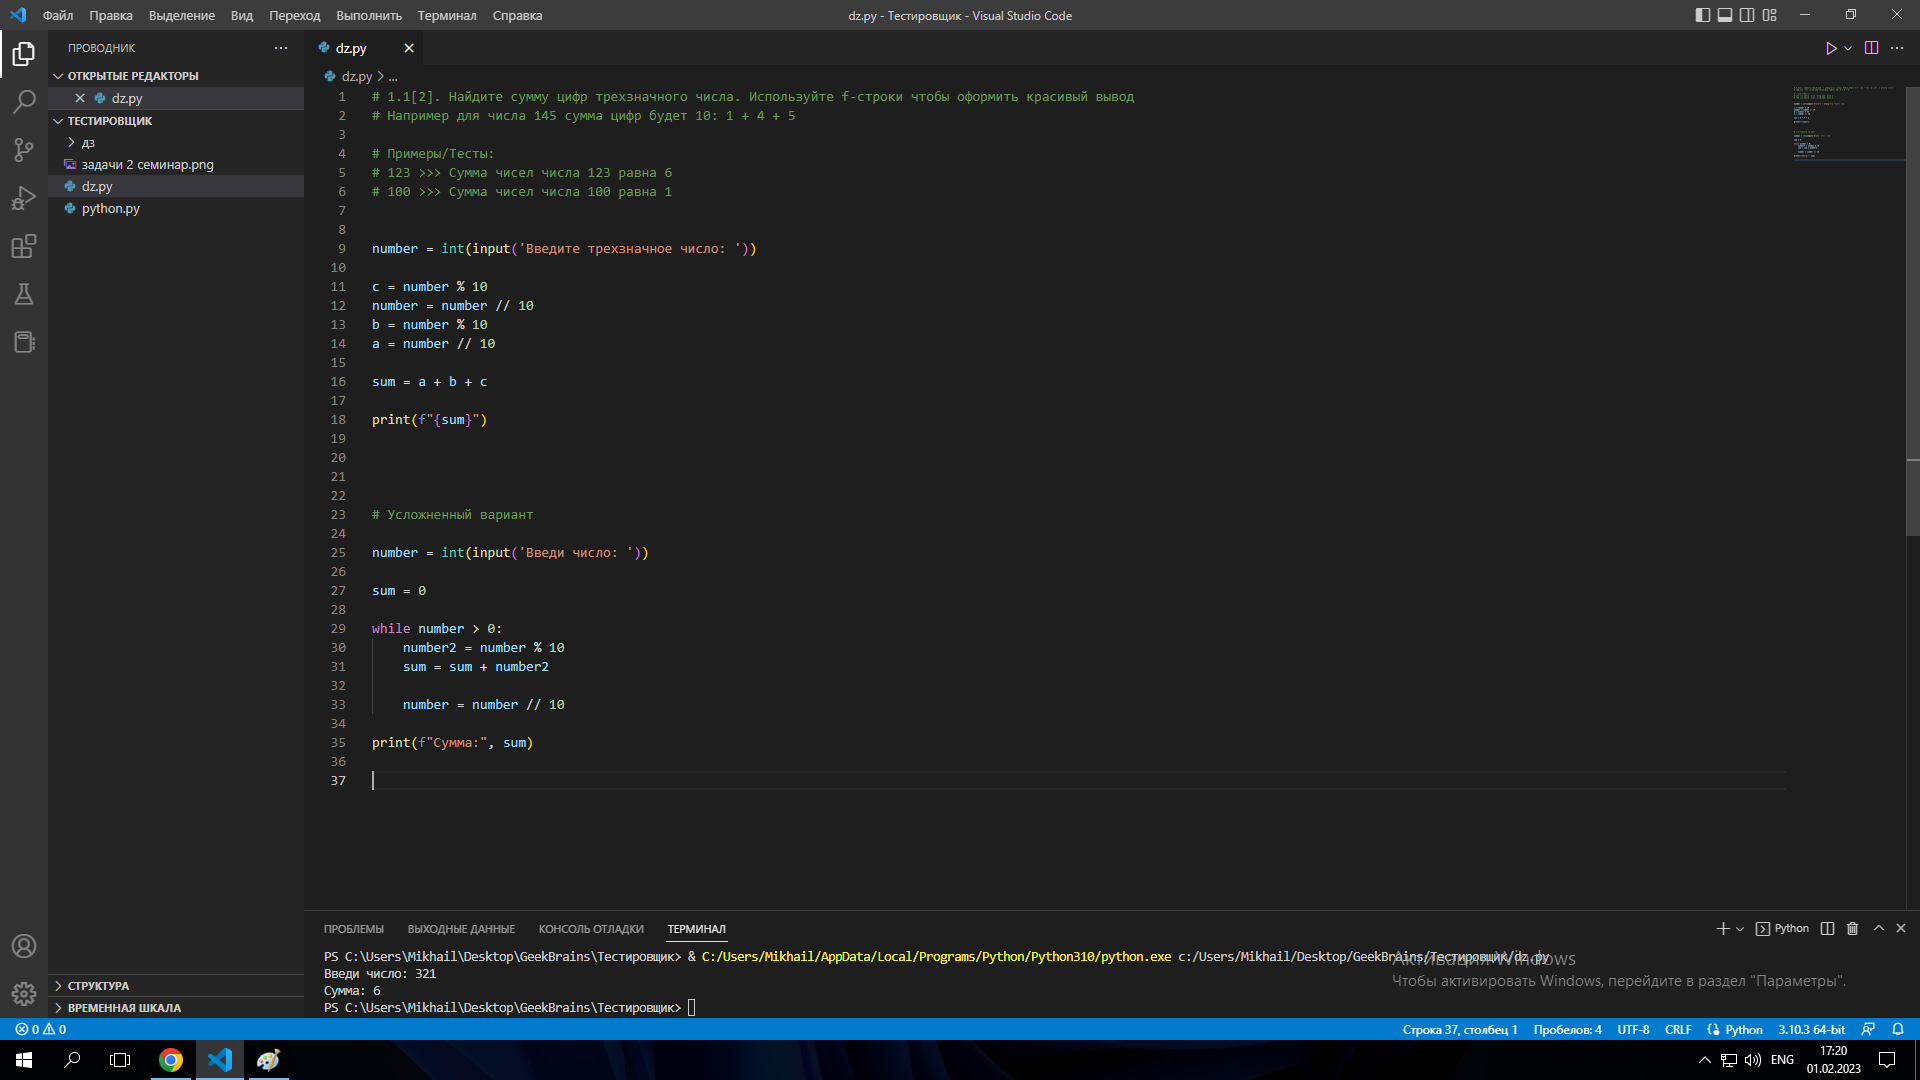 Файл Правка Выделение Вид Переход Выполнить Терминал Справка
dz.py - Тестировщик - Visual Studio Code
ПРОВОДНИК
ОТКРЫТЫЕ РЕДАКТОРЫ
dz.py
ТЕСТИРОВЩИК
дз
задачи 2 семинар.png
dz.py
python.py
СТРУКТУРА
ВРЕМЕННАЯ ШКАЛА
dz.py
dz.py > ...
1 # 1.1[2]. Найдите сумму цифр трехзначного числа. Используйте f-строки чтобы оформить красивый вывод
2 # Например для числа 145 сумма цифр будет 10: 1 + 4 + 5
3
4 # Примеры/Тесты:
5 # 123 >>> Сумма чисел числа 123 равна 6
6 # 100 >>> Сумма чисел числа 100 равна 1
7
8
9 number = int(input('Введите трехзначное число: '))
10
11 c = number % 10
12 number = number // 10
13 b = number % 10
14 a = number // 10
15
16 sum = a + b + c
17
18 print(f"{sum}")
19
20
21
22
23 # Усложненный вариант
24
25 number = int(input('Введи число: '))
26
27 sum = 0
28
29 while number > 0:
30     number2 = number % 10
31     sum = sum + number2
32
33     number = number // 10
34
35 print(f"Сумма:", sum)
36
37
ПРОБЛЕМЫ ВЫХОДНЫЕ ДАННЫЕ КОНСОЛЬ ОТЛАДКИ ТЕРМИНАЛ
Python
PS C:\Users\Mikhail\Desktop\GeekBrains\Тестировщик> & C:/Users/Mikhail/AppData/Local/Programs/Python/Python310/python.exe c:/Users/Mikhail/Desktop/GeekBrains/Тестировщик/dz.py
Введи число: 321
Сумма: 6
PS C:\Users\Mikhail\Desktop\GeekBrains\Тестировщик>
Активация Windows
Чтобы активировать Windows, перейдите в раздел "Параметры".
0 0
Строка 37, столбец 1 Пробелов: 4 UTF-8 CRLF Python 3.10.3 64-bit
ENG
17:20
01.02.2023